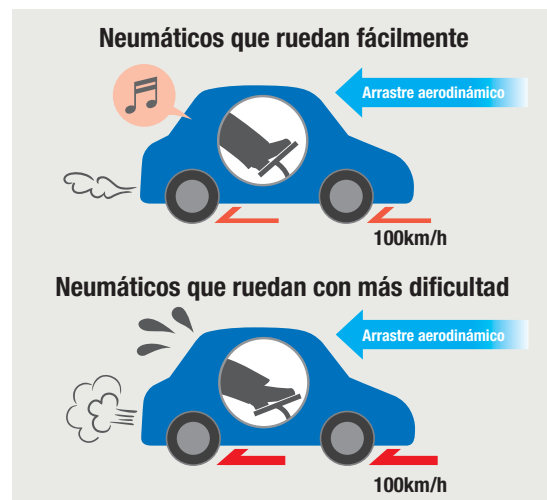 Neumáticos que ruedan fácilmente
Arrastre aerodinámico
100km/h
Neumáticos que ruedan con más dificultad
Arrastre aerodinámico
100km/h